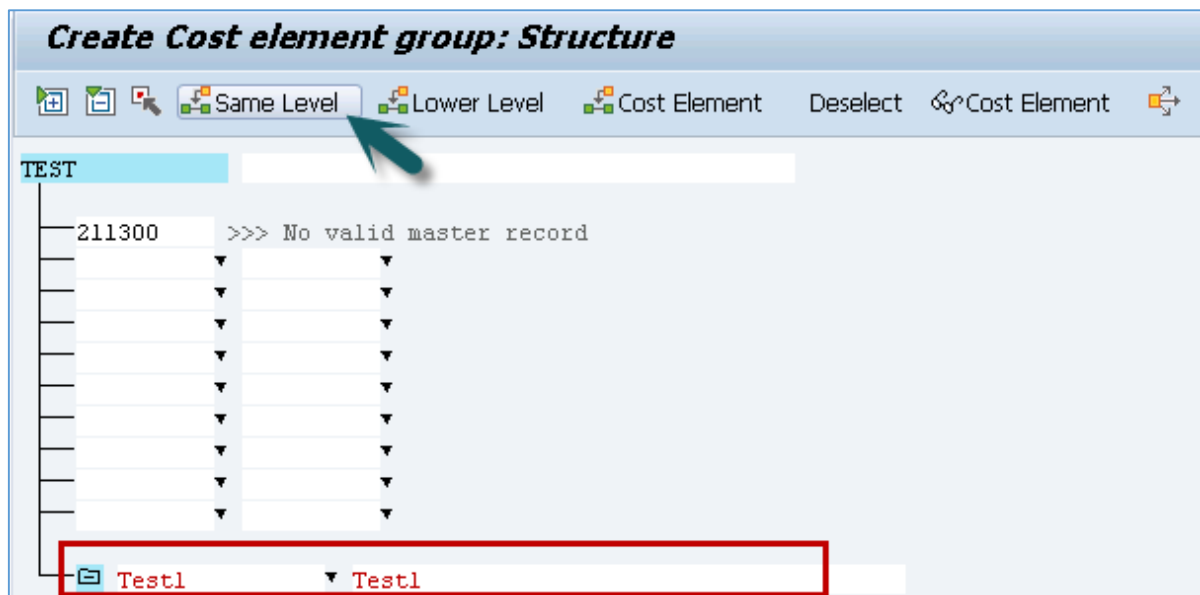 Create Cost element group: Structure
Same Level Lower Level Cost Element Deselect Cost Element
TEST
211300 >>> No valid master record
Test1 Test1